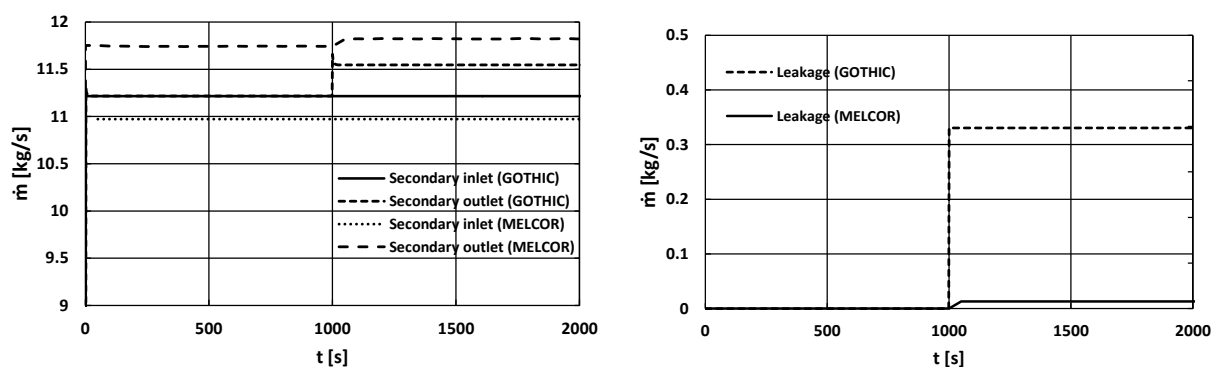 12
11.5
11
10.5
10
9.5
9
ṁ [kg/s]
Secondary inlet (GOTHIC)
Secondary outlet (GOTHIC)
Secondary inlet (MELCOR)
Secondary outlet (MELCOR)
0 500 1000 1500 2000
t [s]
0.5
0.4
0.3
0.2
0.1
0
ṁ [kg/s]
Leakage (GOTHIC)
Leakage (MELCOR)
0 500 1000 1500 2000
t [s]